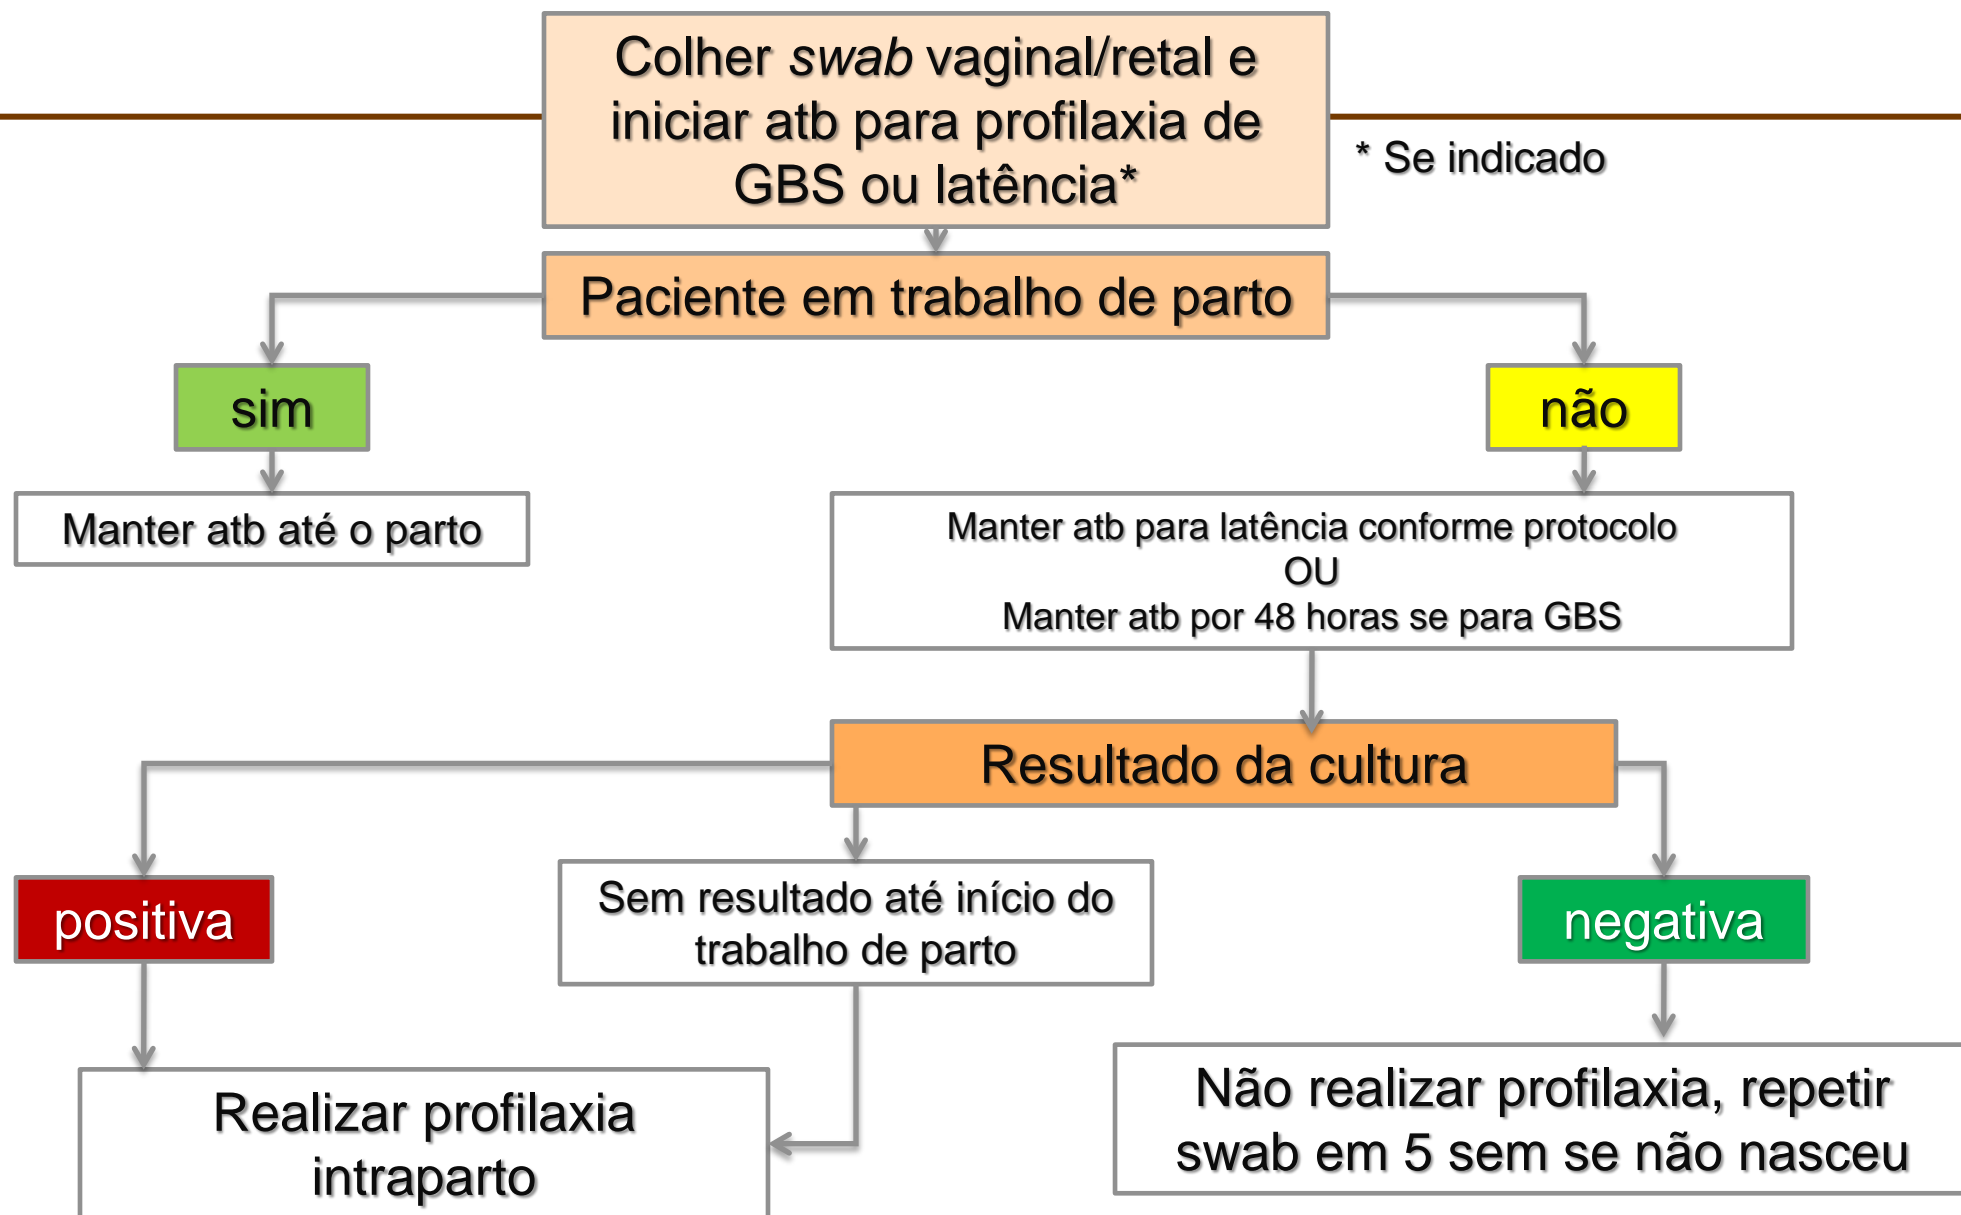 Colher swab vaginal/retal e
iniciar atb para profilaxia de
GBS ou latência*
* Se indicado
Paciente em trabalho de parto
sim
não
Manter atb até o parto
Manter atb para latência conforme protocolo
OU
Manter atb por 48 horas se para GBS
Resultado da cultura
positiva
Sem resultado até início do
trabalho de parto
negativa
Realizar profilaxia
intraparto
Não realizar profilaxia, repetir
swab em 5 sem se não nasceu